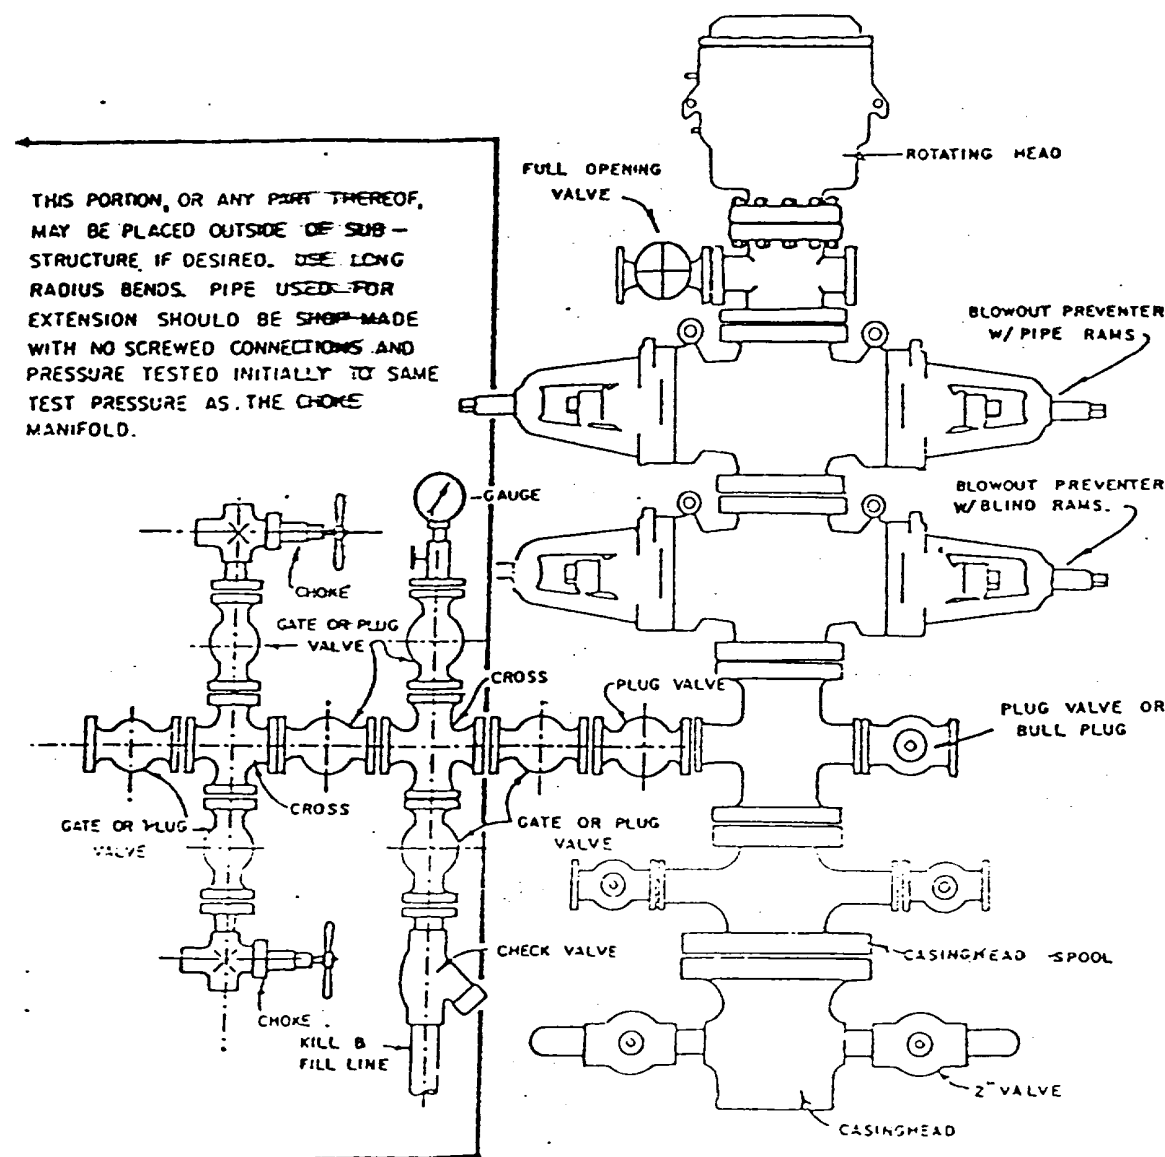 THIS PORTION, OR ANY PART THEREOF,
MAY BE PLACED OUTSIDE OF SUB-
STRUCTURE, IF DESIRED. USE LONG
RADIUS BENDS. PIPE USED FOR
EXTENSION SHOULD BE SHOP MADE
WITH NO SCREWED CONNECTIONS AND
PRESSURE TESTED INITIALLY TO SAME
TEST PRESSURE AS THE CHOKE
MANIFOLD.
FULL OPENING
VALVE
ROTATING HEAD
BLOWOUT PREVENTER
W/ PIPE RAMS
BLOWOUT PREVENTER
W/ BLIND RAMS.
GAUGE
CHOKE
GATE OR PLUG
VALVE
CROSS
PLUG VALVE
PLUG VALVE OR
BULL PLUG
CROSS
GATE OR PLUG
VALVE
GATE OR PLUG
VALVE
CHECK VALVE
CASINGHEAD SPOOL
CHOKE
KILL &
FILL LINE
2" VALVE
CASINGHEAD